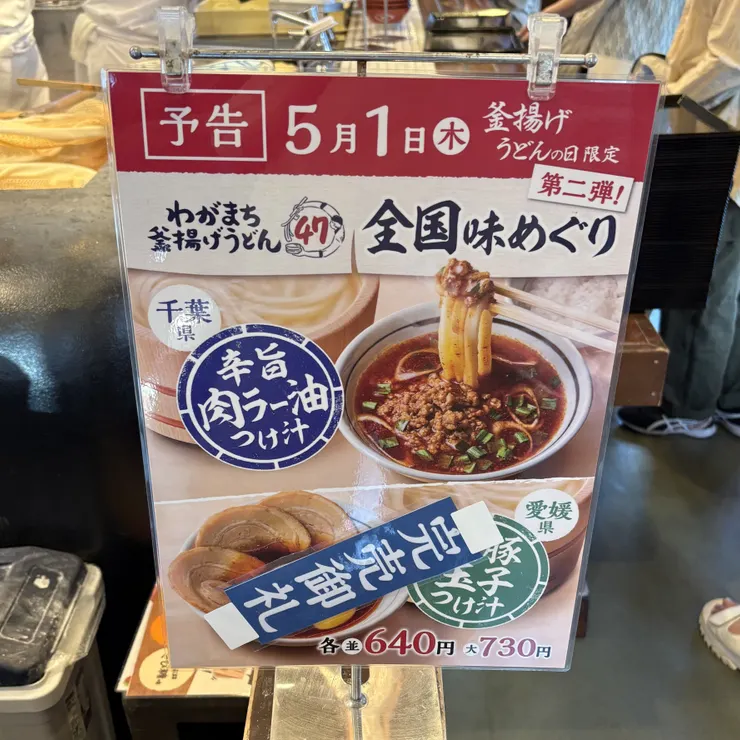 予告
5月1日㊍
釜揚げ
うどんの日限定
第二弾!
わがまち
釜揚げうどん
47
全国味めぐり
千葉
県
辛旨
肉ラー油
つけ汁
愛媛
県
豚
玉子
つけ汁
完売御礼
各並640円 大730円